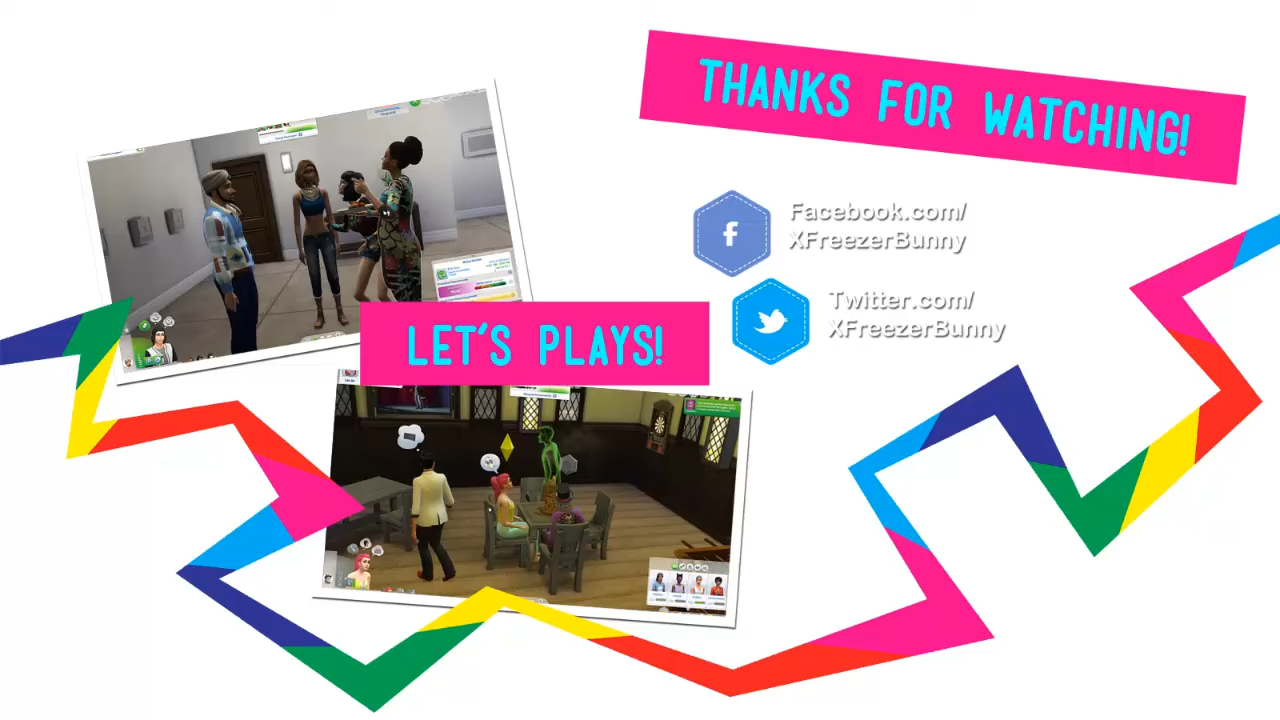 THANKS FOR WATCHING!
Facebook.com/
XFreezerBunny
Twitter.com/
XFreezerBunny
LET'S PLAYS!